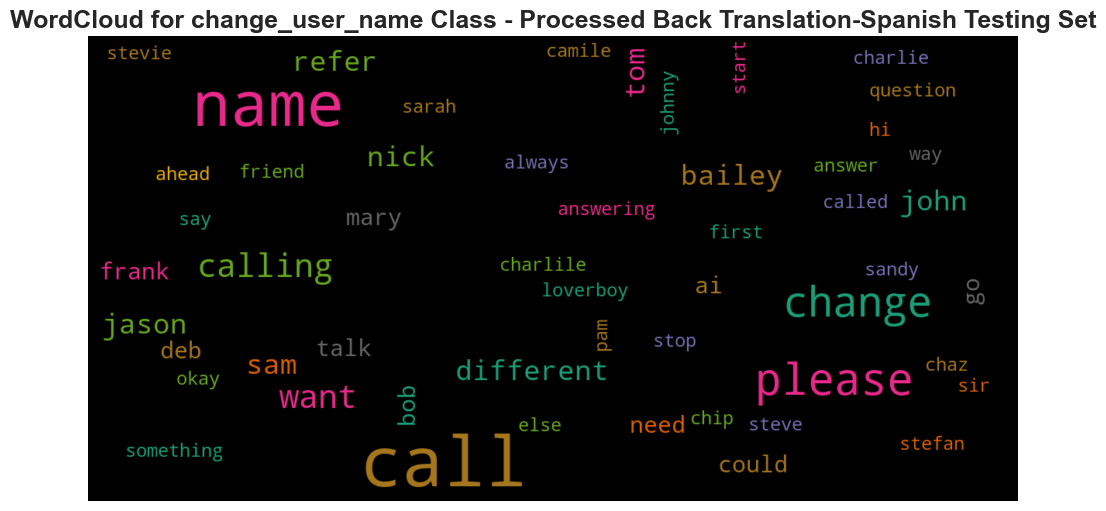 WordCloud for change_user_name Class - Processed Back Translation-Spanish Testing Set
stevie
refer
camile
tom
start
charlie
name
sarah
johnny
question
hi
nick
always
bailey
answer
way
ahead
friend
say
mary
answering
called
john
first
frank
calling
charlile
loverboy
ai
sandy
change
go
jason
deb
talk
pam
stop
okay
sam
different
please
chaz
sir
want
bob
else
need
chip
steve
stefan
something
call
could